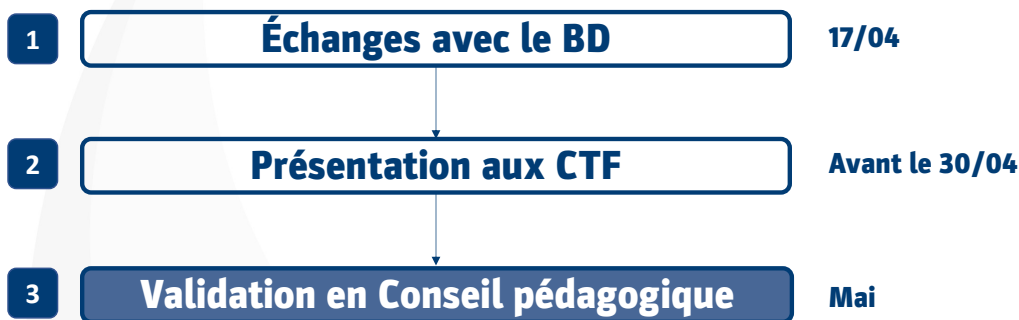 1 Échanges avec le BD 17/04
2 Présentation aux CTF Avant le 30/04
3 Validation en Conseil pédagogique Mai